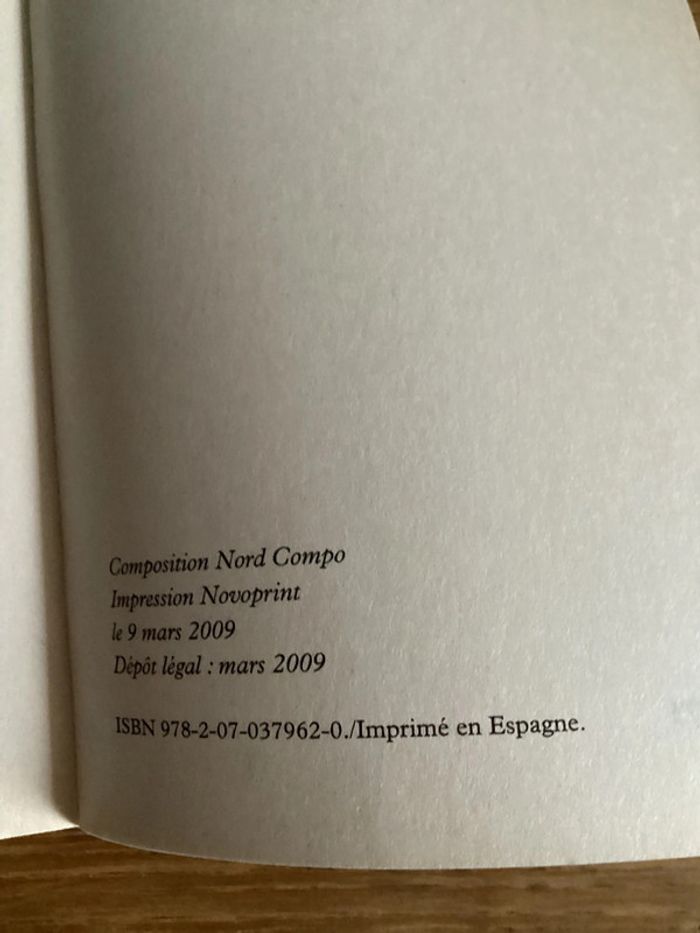 Composition Nord Compo
Impression Novoprint
le 9 mars 2009
Dépôt légal : mars 2009
ISBN 978-2-07-037962-0./Imprimé en Espagne.